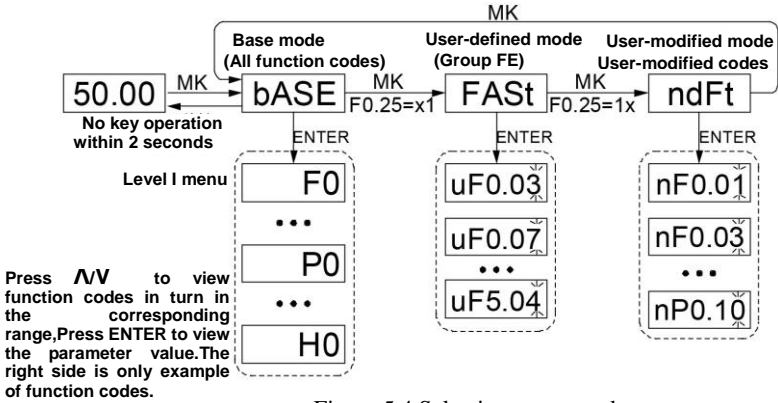 MK
Base mode
(All function codes)
User-defined mode
(Group FE)
User-modified mode
User-modified codes
50.00
MK
bASE
MK
F0.25=x1
FASt
MK
F0.25=1x
ndFt
No key operation
within 2 seconds
ENTER
ENTER
ENTER
Level I menu
F0
uF0.03
nF0.01
•••
P0
uF0.07
nF0.03
•••
•••
•••
H0
uF5.04
nP0.10
Press Λ/V to view
function codes in turn in
the corresponding
range,Press ENTER to view
the parameter value.The
right side is only example
of function codes.